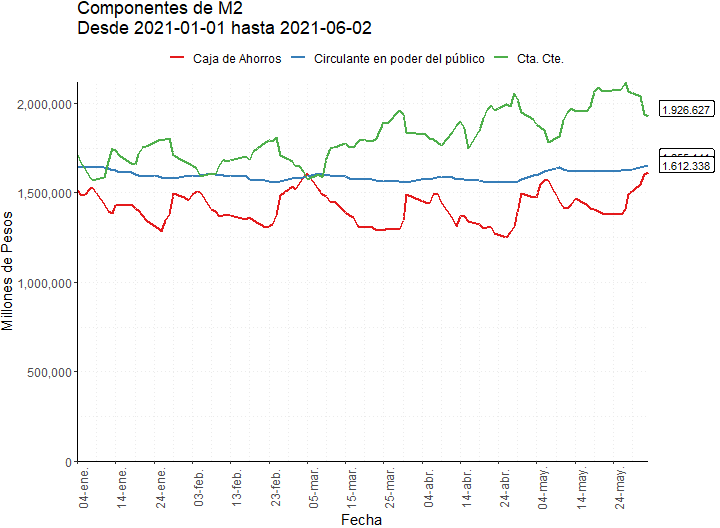 Componentes de M2
Desde 2021-01-01 hasta 2021-06-02
Caja de Ahorros Circulante en poder del público Cta. Cte.
Millones de Pesos
2,000,000
1,500,000
1,000,000
500,000
0
1.926.627
1.612.338
04-ene.
14-ene.
24-ene.
03-feb.
13-feb.
23-feb.
05-mar.
15-mar.
25-mar.
04-abr.
14-abr.
24-abr.
04-may.
14-may.
24-may.
Fecha